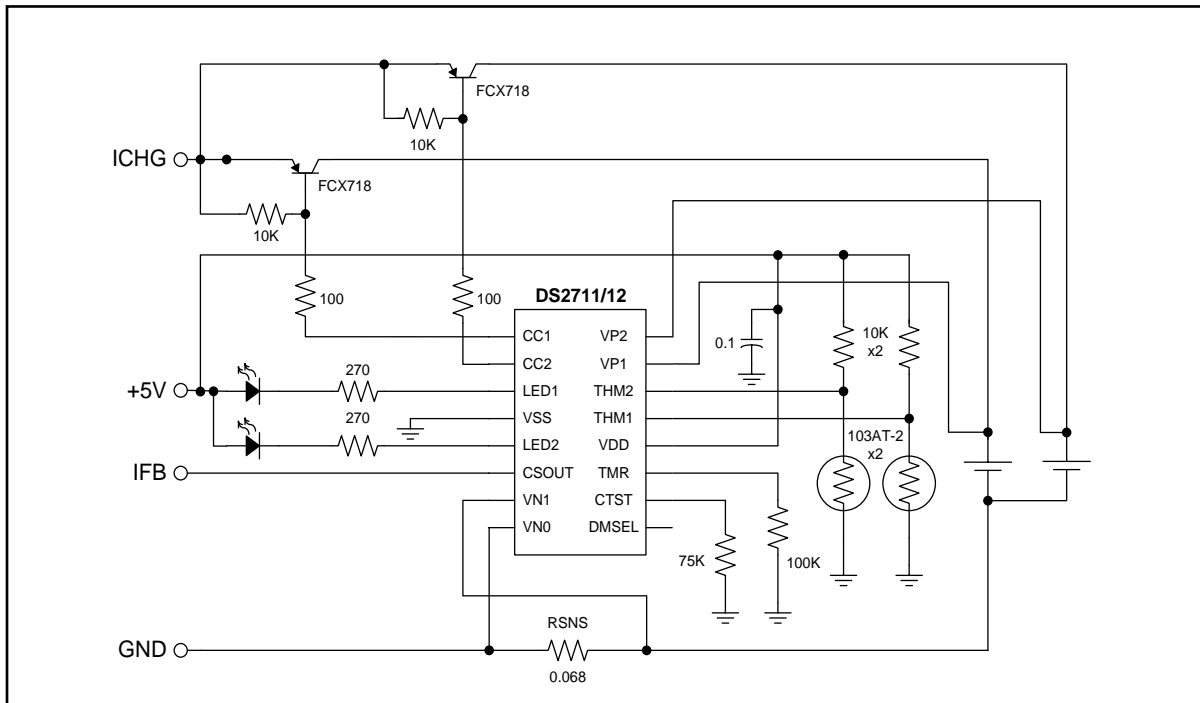 FCX718
10K
ICHG
FCX718
10K
100
100
DS2711/12
CC1
VP2
0.1
10K
x2
CC2
VP1
270
+5V
LED1
THM2
270
VSS
THM1
LED2
VDD
103AT-2
x2
IFB
CSOUT
TMR
VN1
CTST
VN0
DMSEL
75K
100K
RSNS
GND
0.068